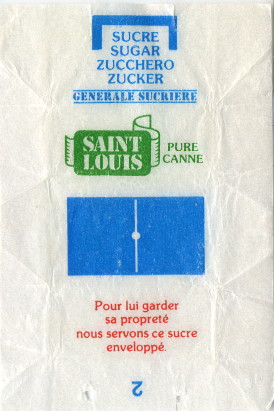 SUCRE
SUGAR
ZUCCHERO
ZUCKER
GENERALE SUCRIERE
SAINT
LOUIS
PURE
CANNE
Pour lui garder
sa propreté
nous servons ce sucre
enveloppé.
2